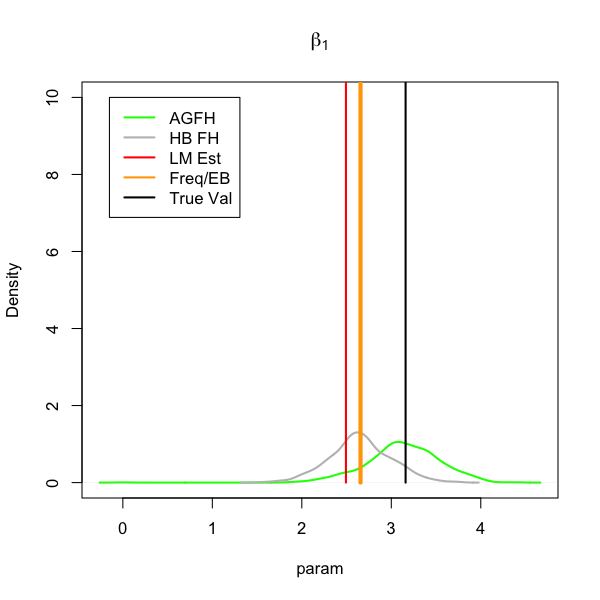 β1
10
8
6
4
2
0
Density
AGFH
HB FH
LM Est
Freq/EB
True Val
0 1 2 3 4
param